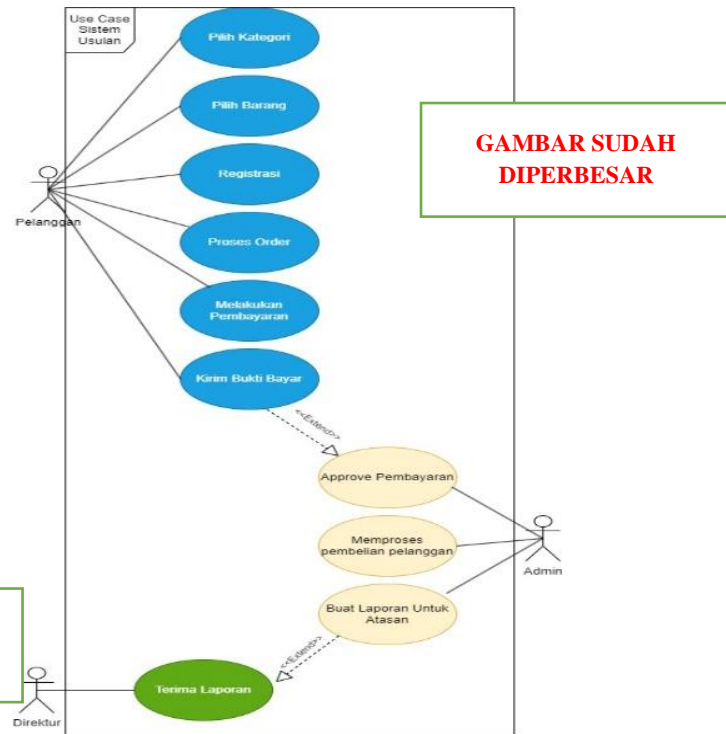 Use Case
Sistem
Usulan
Pilih Kategori
Pilih Barang
GAMBAR SUDAH
DIPERBESAR
Registrasi
Pelanggan
Proses Order
Melakukan
Pembayaran
Kirim Bukti Bayar
<<Extend>>
Approve Pembayaran
Memproses
pembelian pelanggan
Admin
Buat Laporan Untuk
Atasan
<<Extend>>
Terima Laporan
Direktur